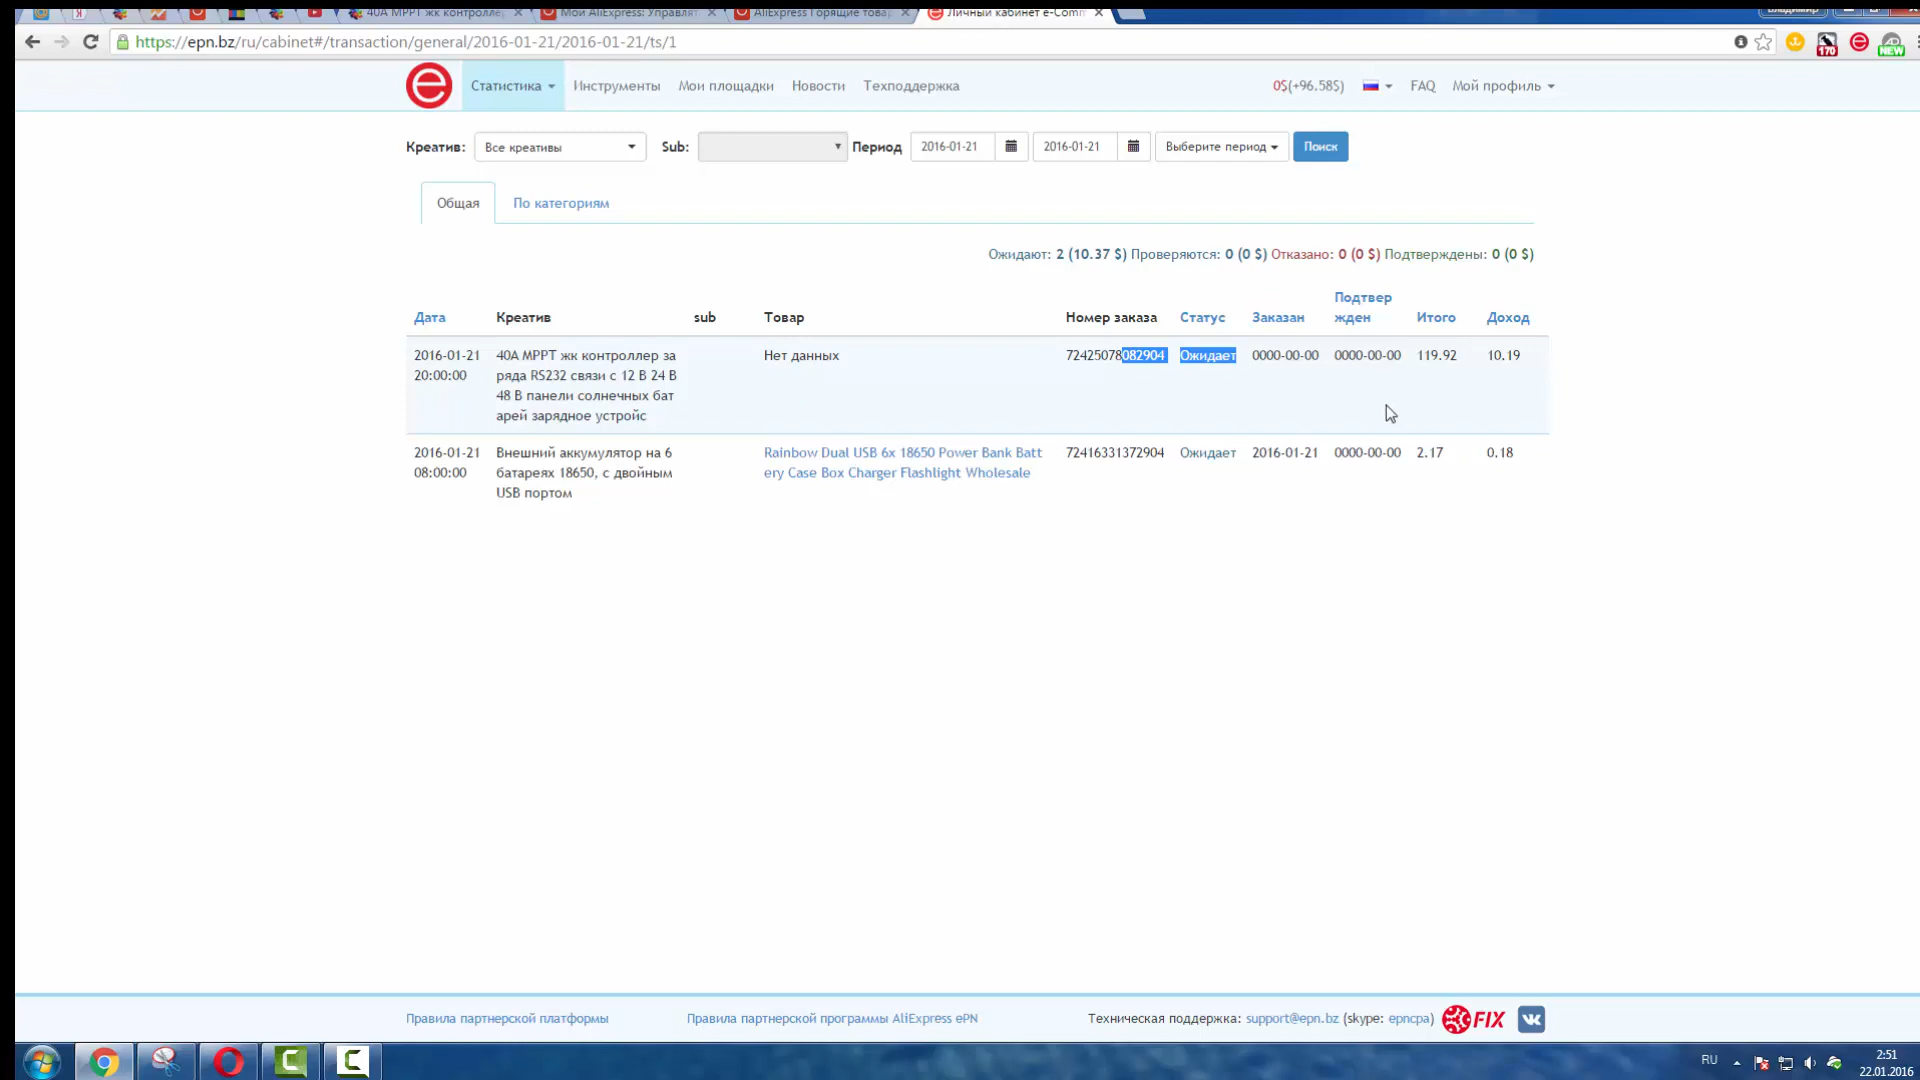 40A MPPT жк контролле
Мой AliExpress: Управлят
AliExpress Горящие това
Личный кабинет e-Com
Владимир
https://epn.bz/ru/cabinet#/transaction/general/2016-01-21/2016-01-21/ts/1
170
NEW
Статистика
Инструменты
Мои площадки
Новости
Техподдержка
0$(+96.58$)
FAQ
Мой профиль
Креатив:
Все креативы
Sub:
Период
2016-01-21
2016-01-21
Выберите период
Поиск
Общая
По категориям
Ожидают: 2 (10.37 $) Проверяются: 0 (0 $) Отказано: 0 (0 $) Подтверждены: 0 (0 $)
Дата
Креатив
sub
Товар
Номер заказа
Статус
Заказан
Подтвер
жден
Итого
Доход
2016-01-21
20:00:00
40A MPPT жк контроллер за
ряда RS232 связи с 12 В 24 В
48 В панели солнечных бат
арей зарядное устройс
Нет данных
72425078082904
Ожидает
0000-00-00
0000-00-00
119.92
10.19
2016-01-21
08:00:00
Внешний аккумулятор на 6
батареях 18650, с двойным
USB портом
Rainbow Dual USB 6x 18650 Power Bank Batt
ery Case Box Charger Flashlight Wholesale
72416331372904
Ожидает
2016-01-21
0000-00-00
2.17
0.18
Правила партнерской платформы
Правила партнерской программы AliExpress ePN
Техническая поддержка: support@epn.bz (skype: epncpa)
FIX
RU
2:51
22.01.2016